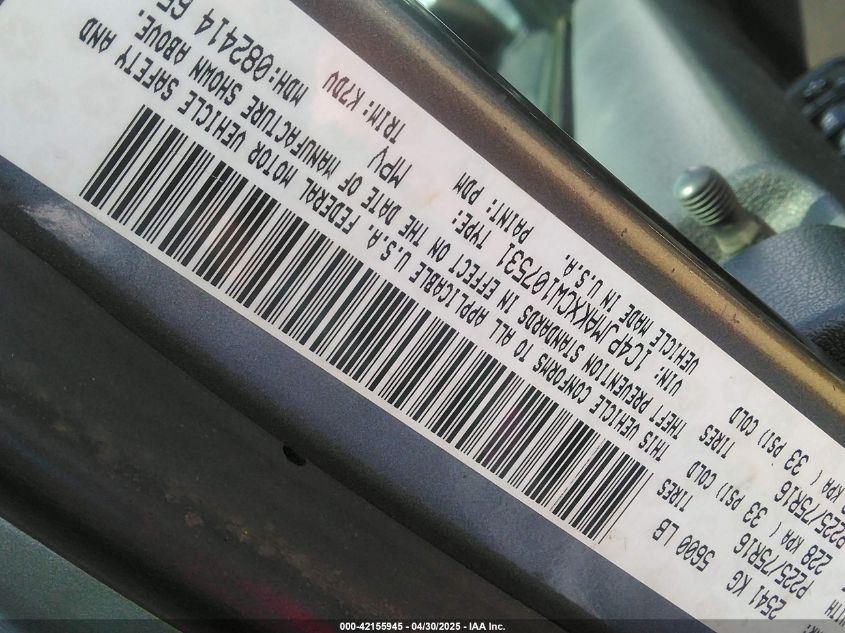 2541 KG 5600 LB
P225/75R16 TIRES
228 KPA ( 33 PSI) COLD
P225/75R16 TIRES
KPA ( 33 PSI) COLD
THIS VEHICLE CONFORMS TO ALL APPLICABLE U.S.A. FEDERAL MOTOR VEHICLE SAFETY AND
THEFT PREVENTION STANDARDS IN EFFECT ON THE DATE OF MANUFACTURE SHOWN ABOVE.
VIN: 1C4PJMAKXCW107531 TYPE: MPV MDH:082414
VEHICLE MADE IN U.S.A. PAINT: PDM TRIM: K7DV
000-42155945 - 04/30/2025 - IAA Inc.